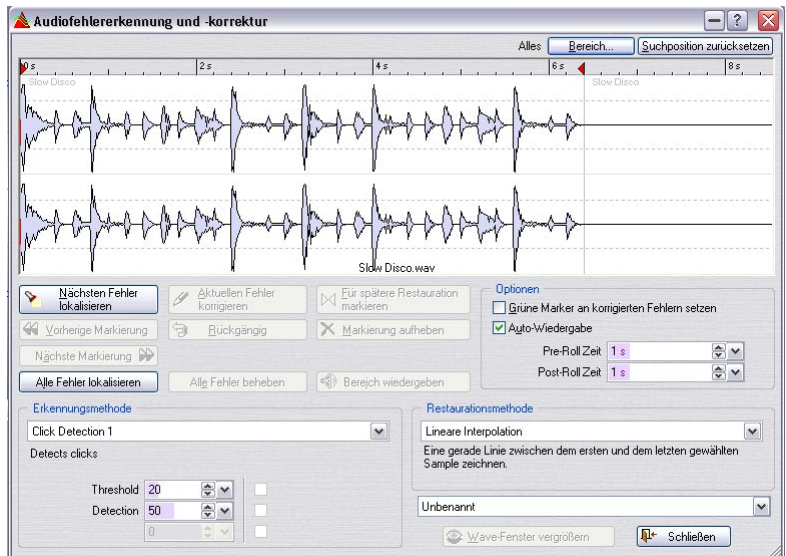 Audiofehlererkennung und -korrektur
Alles Bereich... Suchposition zurücksetzen
0 s 2 s 4 s 6 s 8 s
Slow Disco Slow Disco
Slow Disco.wav
Nächsten Fehler lokalisieren
Aktuellen Fehler korrigieren
Für spätere Restauration markieren
Vorherige Markierung
Rückgängig
Markierung aufheben
Nächste Markierung
Alle Fehler lokalisieren
Alle Fehler beheben
Bereich wiedergeben
Optionen
Grüne Marker an korrigierten Fehlern setzen
Auto-Wiedergabe
Pre-Roll Zeit 1 s
Post-Roll Zeit 1 s
Erkennungsmethode
Click Detection 1
Detects clicks
Threshold 20
Detection 50
0
Restaurationsmethode
Lineare Interpolation
Eine gerade Linie zwischen dem ersten und dem letzten gewählten
Sample zeichnen.
Unbenannt
Wave-Fenster vergrößern
Schließen